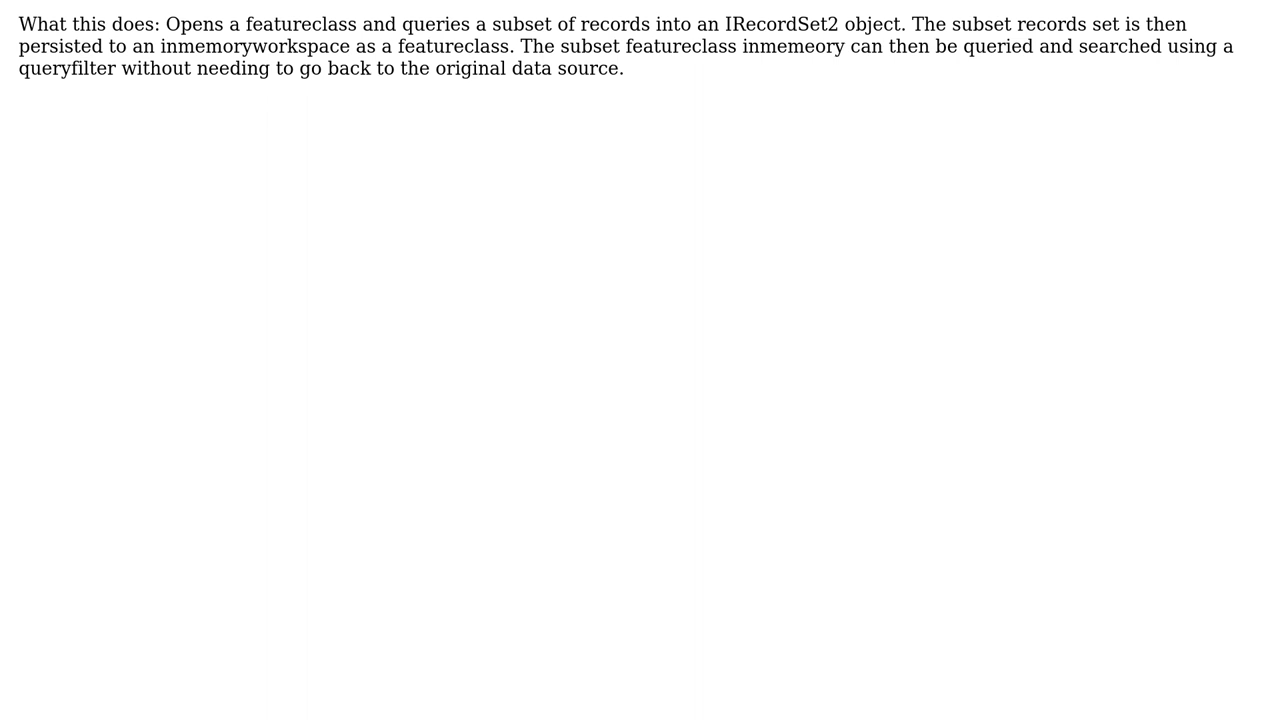 What this does: Opens a featureclass and queries a subset of records into an IRecordSet2 object. The subset records set is then
persisted to an inmemoryworkspace as a featureclass. The subset featureclass inmemeory can then be queried and searched using a
queryfilter without needing to go back to the original data source.